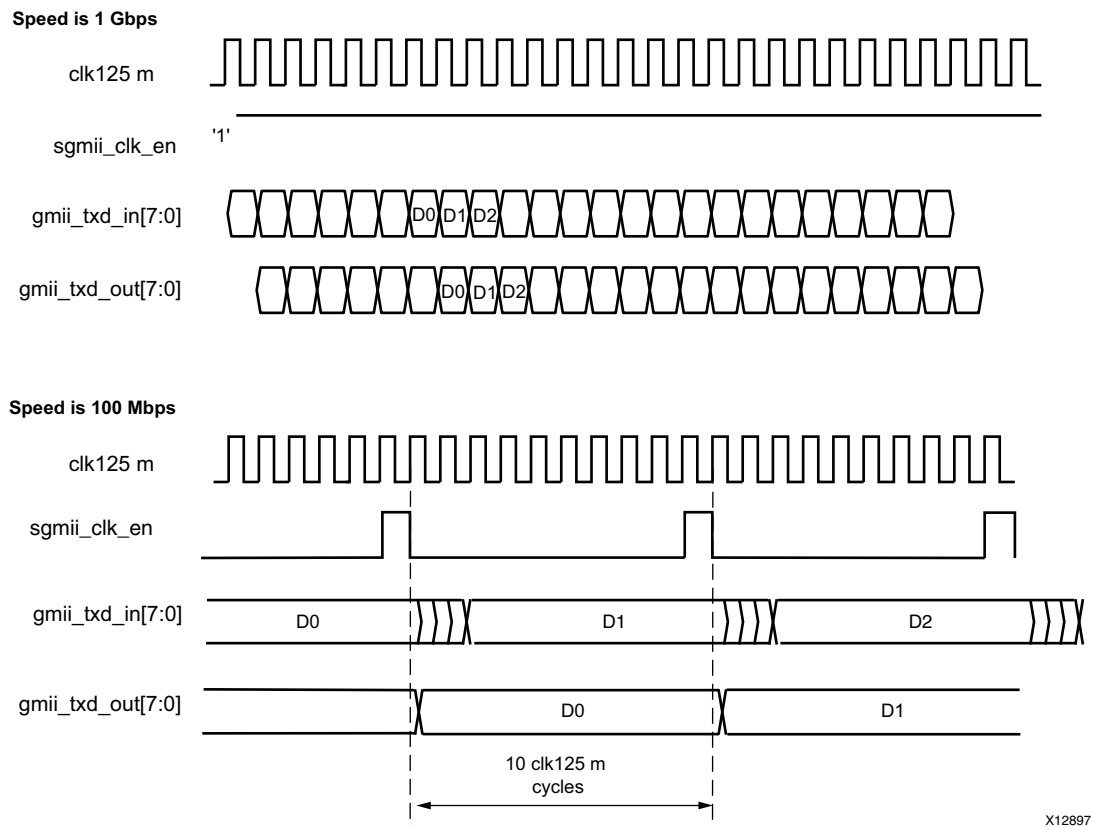 Speed is 1 Gbps
clk125 m
'1'
sgmii_clk_en
gmii_txd_in[7:0]
D0 D1 D2
gmii_txd_out[7:0]
D0 D1 D2
Speed is 100 Mbps
clk125 m
sgmii_clk_en
gmii_txd_in[7:0]
D0 D1 D2
gmii_txd_out[7:0]
D0 D1
10 clk125 m
cycles
X12897